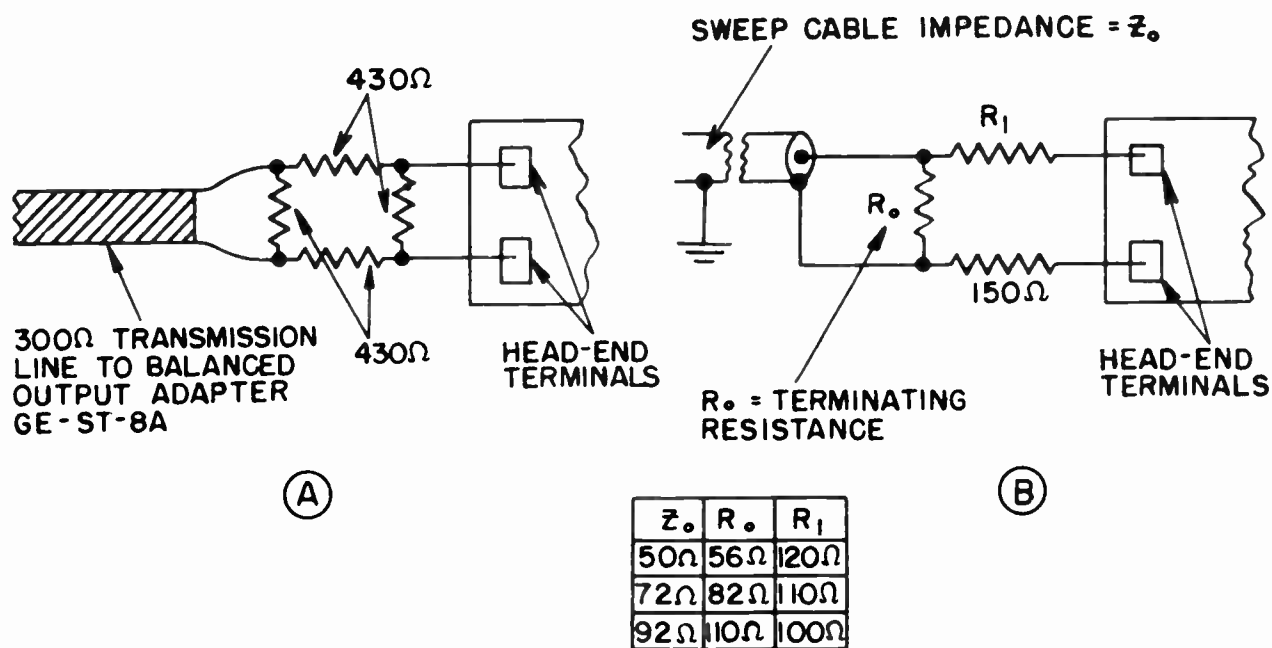 SWEEP CABLE IMPEDANCE = Z₀
430Ω
R₁
R₀
150Ω
430Ω
300Ω TRANSMISSION
LINE TO BALANCED
OUTPUT ADAPTER
GE-ST-8A
HEAD-END
TERMINALS
R₀ = TERMINATING
RESISTANCE
HEAD-END
TERMINALS
A
B
Z₀ R₀ R₁
50Ω 56Ω 120Ω
72Ω 82Ω 110Ω
92Ω 110Ω 100Ω